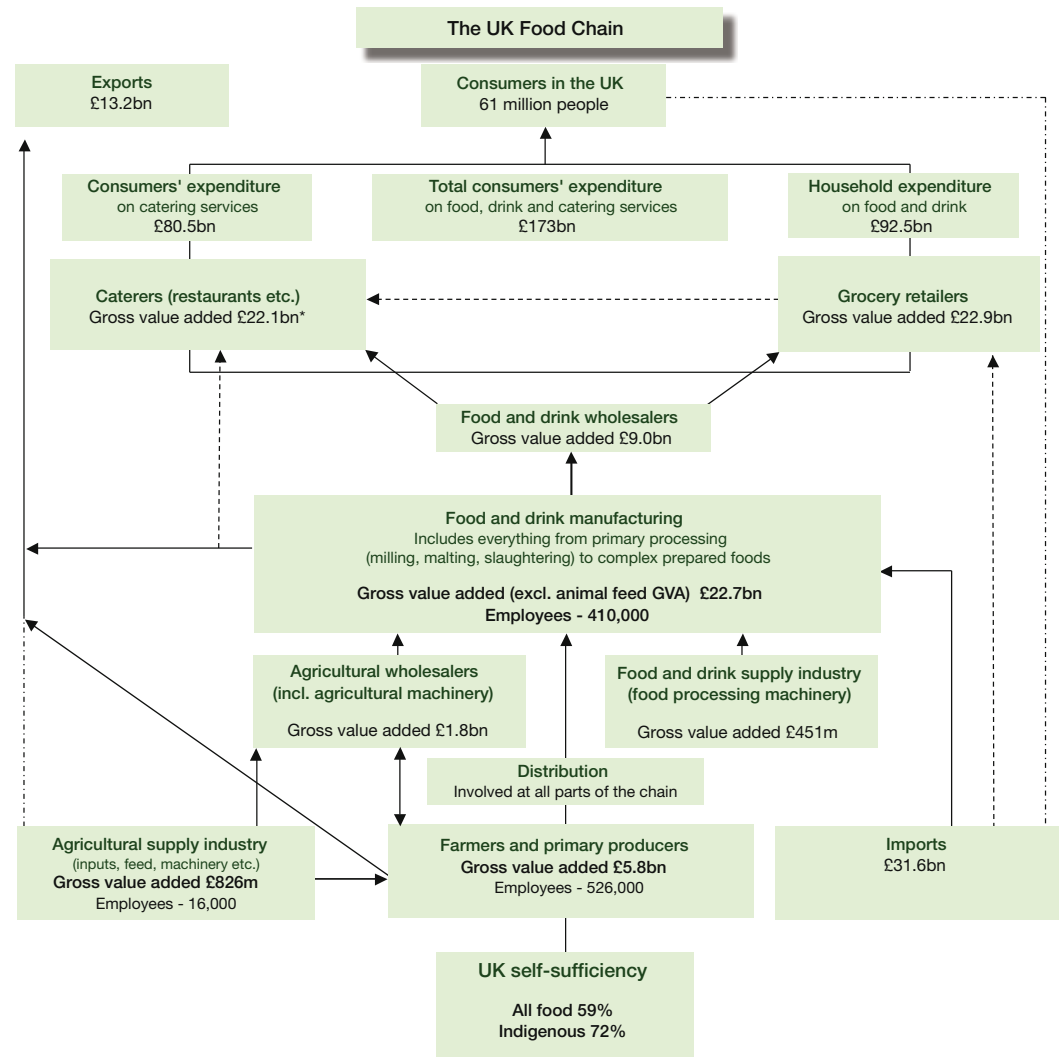 The UK Food Chain
Exports
£13.2bn
Consumers in the UK
61 million people
Consumers' expenditure
on catering services
£80.5bn
Total consumers' expenditure
on food, drink and catering services
£173bn
Household expenditure
on food and drink
£92.5bn
Caterers (restaurants etc.)
Gross value added £22.1bn*
Grocery retailers
Gross value added £22.9bn
Food and drink wholesalers
Gross value added £9.0bn
Food and drink manufacturing
Includes everything from primary processing
(milling, malting, slaughtering) to complex prepared foods
Gross value added (excl. animal feed GVA) £22.7bn
Employees - 410,000
Agricultural wholesalers
(incl. agricultural machinery)
Gross value added £1.8bn
Food and drink supply industry
(food processing machinery)
Gross value added £451m
Distribution
Involved at all parts of the chain
Agricultural supply industry
(inputs, feed, machinery etc.)
Gross value added £826m
Employees - 16,000
Farmers and primary producers
Gross value added £5.8bn
Employees - 526,000
Imports
£31.6bn
UK self-sufficiency
All food 59%
Indigenous 72%